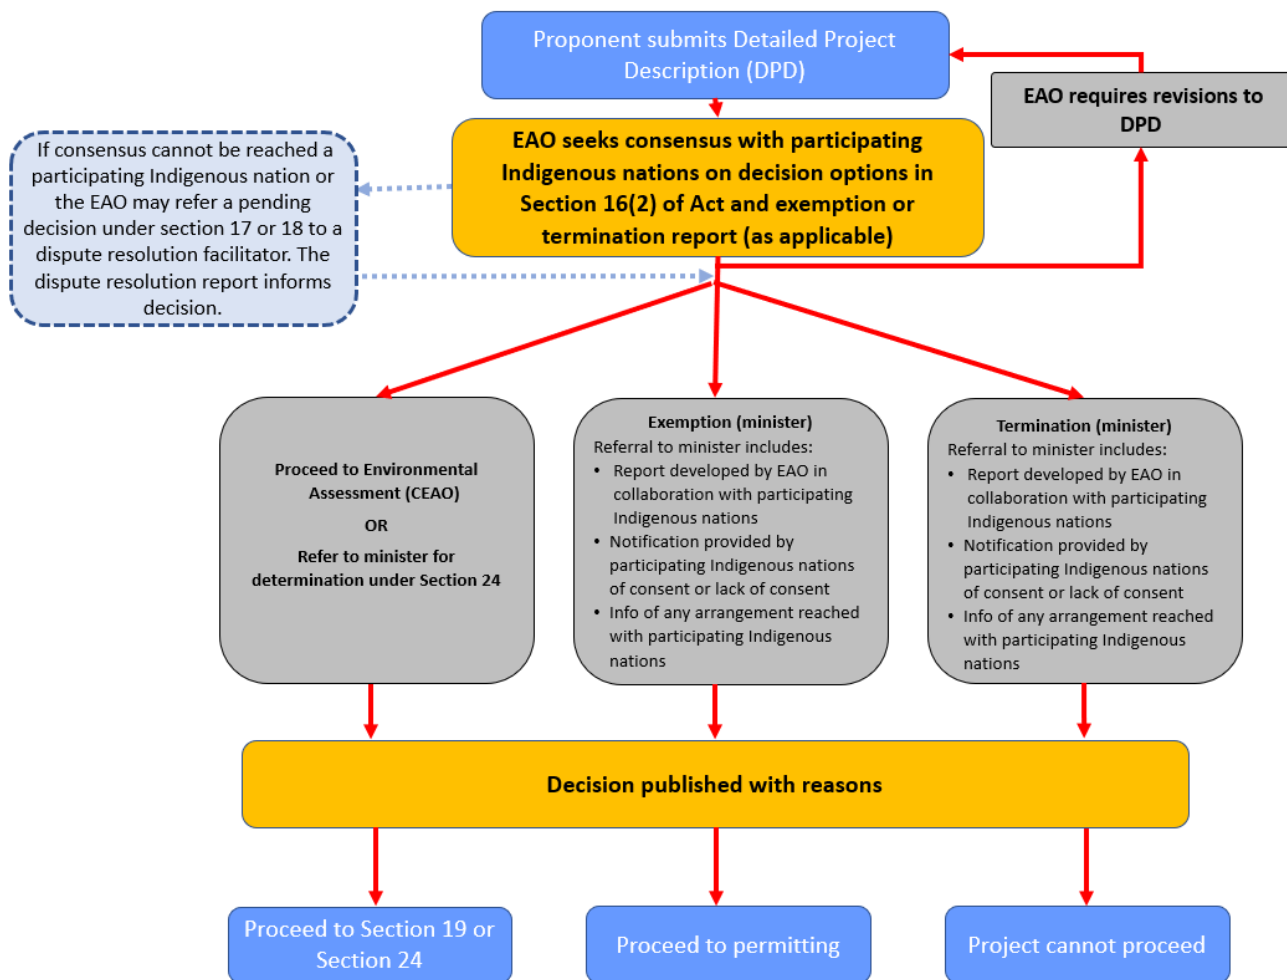 Proponent submits Detailed Project
Description (DPD)
EAO requires revisions to
DPD
EAO seeks consensus with participating
Indigenous nations on decision options in
Section 16(2) of Act and exemption or
termination report (as applicable)
If consensus cannot be reached a
participating Indigenous nation or
the EAO may refer a pending
decision under section 17 or 18 to a
dispute resolution facilitator. The
dispute resolution report informs
decision.
Proceed to Environmental
Assessment (CEAO)
OR
Refer to minister for
determination under Section 24
Exemption (minister)
Referral to minister includes:
• Report developed by EAO in
collaboration with participating
Indigenous nations
• Notification provided by
participating Indigenous nations
of consent or lack of consent
• Info of any arrangement reached
with participating Indigenous
nations
Termination (minister)
Referral to minister includes:
• Report developed by EAO in
collaboration with participating
Indigenous nations
• Notification provided by
participating Indigenous nations
of consent or lack of consent
• Info of any arrangement reached
with participating Indigenous
nations
Decision published with reasons
Proceed to Section 19 or
Section 24
Proceed to permitting
Project cannot proceed